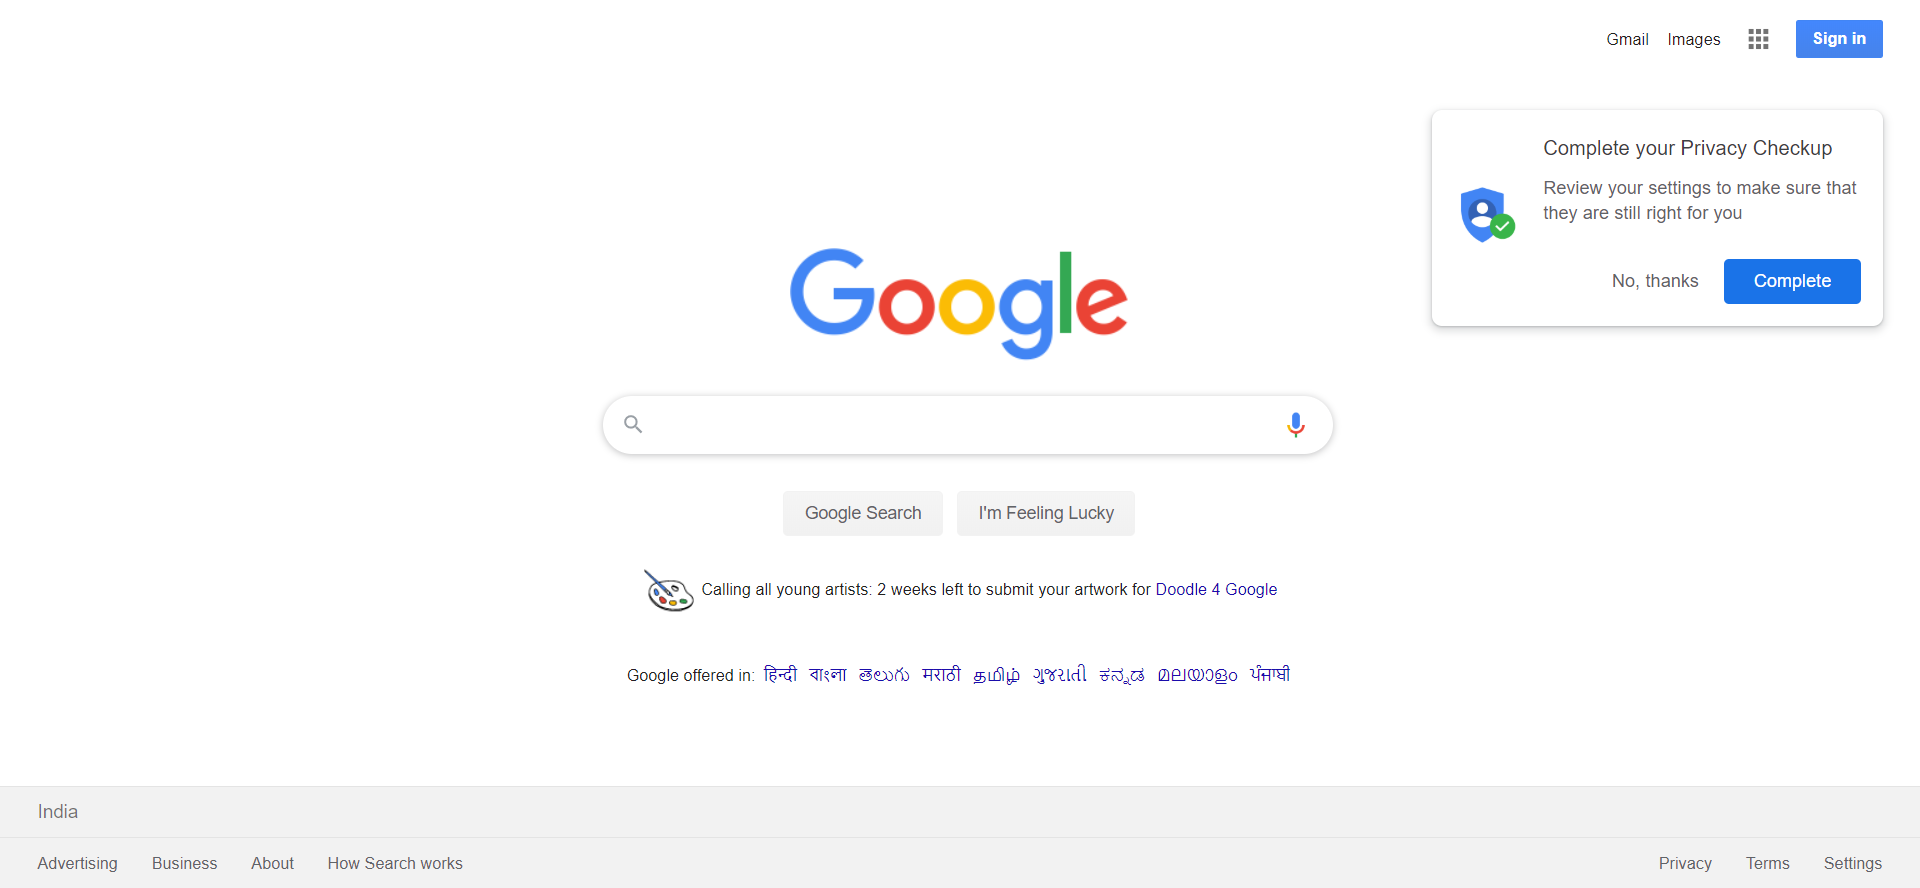 Gmail Images Sign in
Complete your Privacy Checkup
Review your settings to make sure that
they are still right for you
No, thanks Complete
Google
Google Search I'm Feeling Lucky
Calling all young artists: 2 weeks left to submit your artwork for Doodle 4 Google
Google offered in: हिन्दी বাংলা తెలుగు मराठी தமிழ் ગુજરાતી ಕನ್ನಡ മലയാളം ਪੰਜਾਬੀ
India
Advertising Business About How Search works Privacy Terms Settings